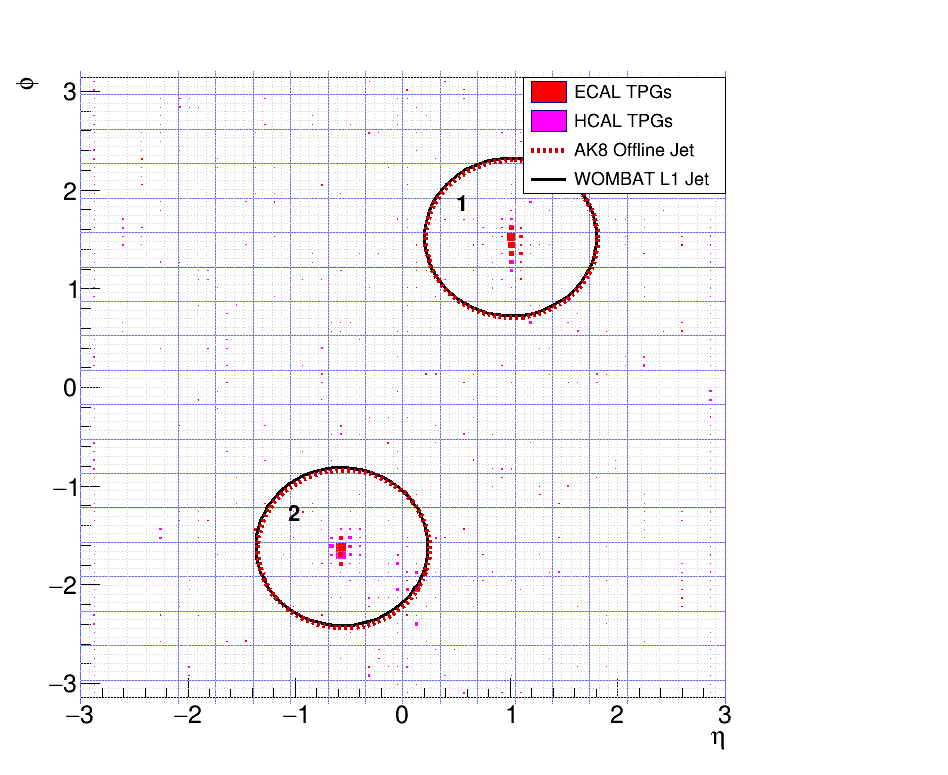 φ
3
2
1
0
−1
−2
−3
ECAL TPGs
HCAL TPGs
AK8 Offline Jet
WOMBAT L1 Jet
1
2
−3 −2 −1 0 1 2 3
η